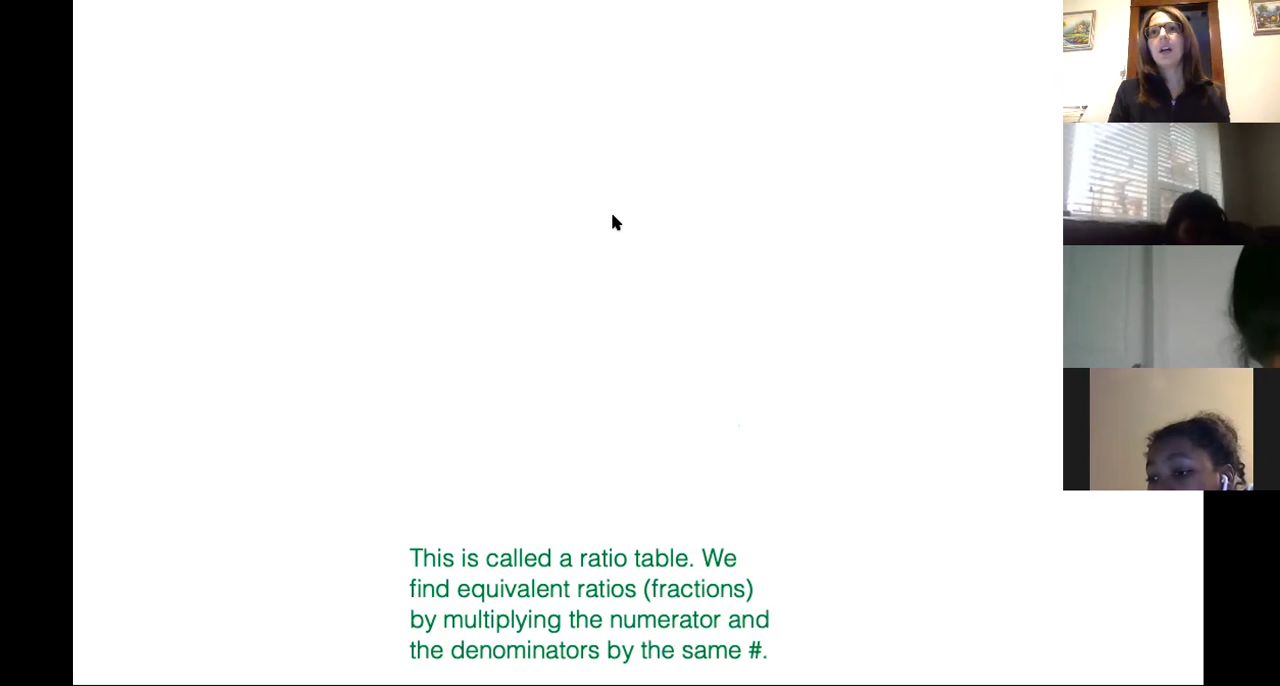 This is called a ratio table. We
find equivalent ratios (fractions)
by multiplying the numerator and
the denominators by the same #.